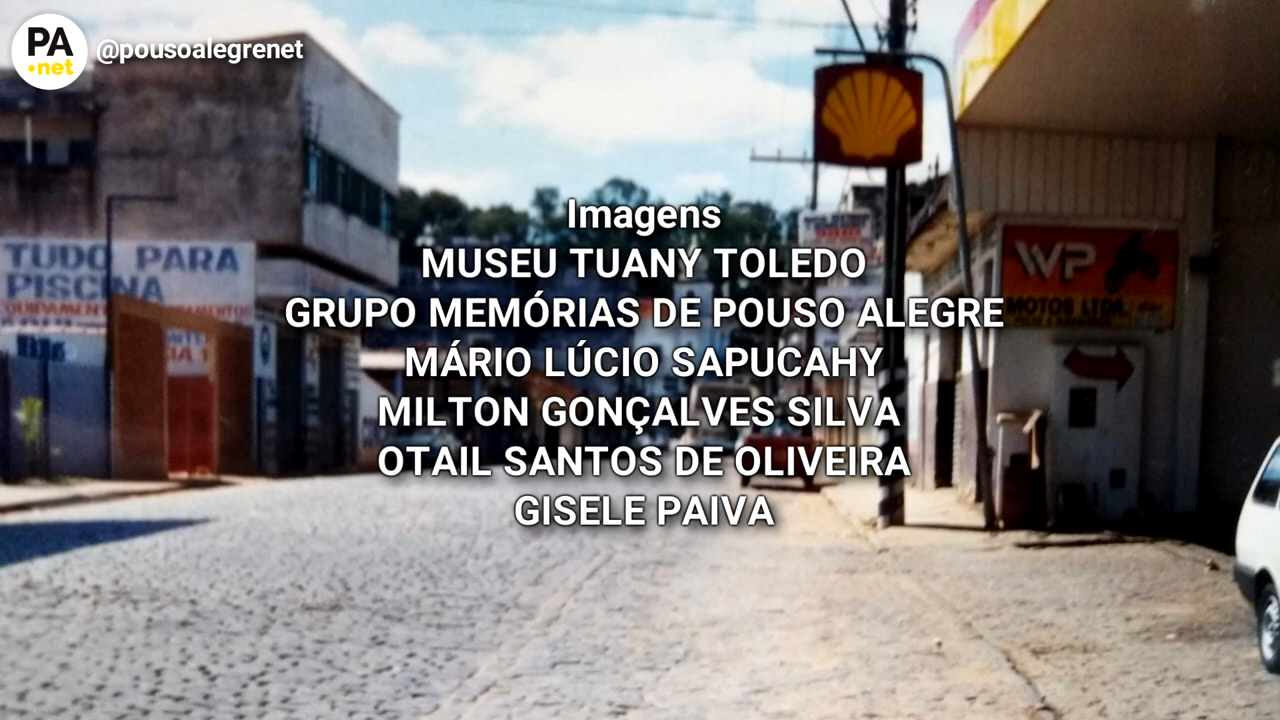 PA
.net
@pousoalegrenet
Imagens
MUSEU TUANY TOLEDO
GRUPO MEMÓRIAS DE POUSO ALEGRE
MÁRIO LÚCIO SAPUCAHY
MILTON GONÇALVES SILVA
OTAIL SANTOS DE OLIVEIRA
GISELE PAIVA
TUDO PARA
PISCINA
WP
MOTOS LTDA.